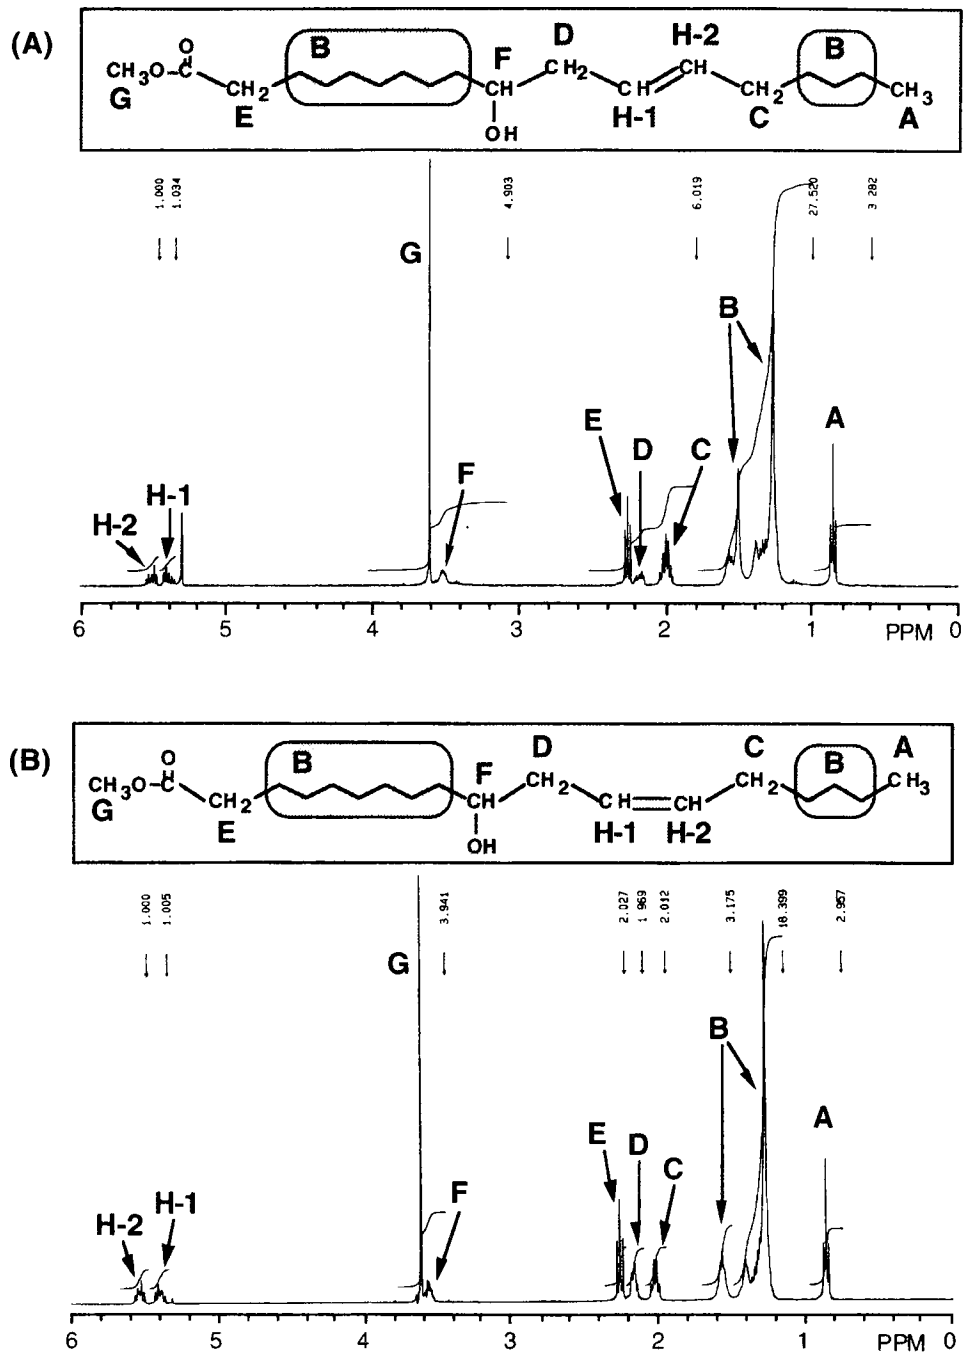 (A)
O
B
D
H-2
B
F
CH3O
CH2
CH2
CH
CH
CH
CH2
CH3
G
E
OH
H-1
C
A
1.000
1.034
4.903
6.019
27.520
3.282
G
B
E
D
C
A
F
H-1
H-2
6
5
4
3
2
1
PPM
0
(B)
O
B
D
C
B
A
F
CH3O
CH2
CH
CH2
CH
CH
CH2
CH3
G
E
OH
H-1
H-2
1.000
1.005
3.941
2.027
1.969
2.012
3.175
18.399
2.957
G
B
A
E
D
C
F
H-1
H-2
6
5
4
3
2
1
PPM
0